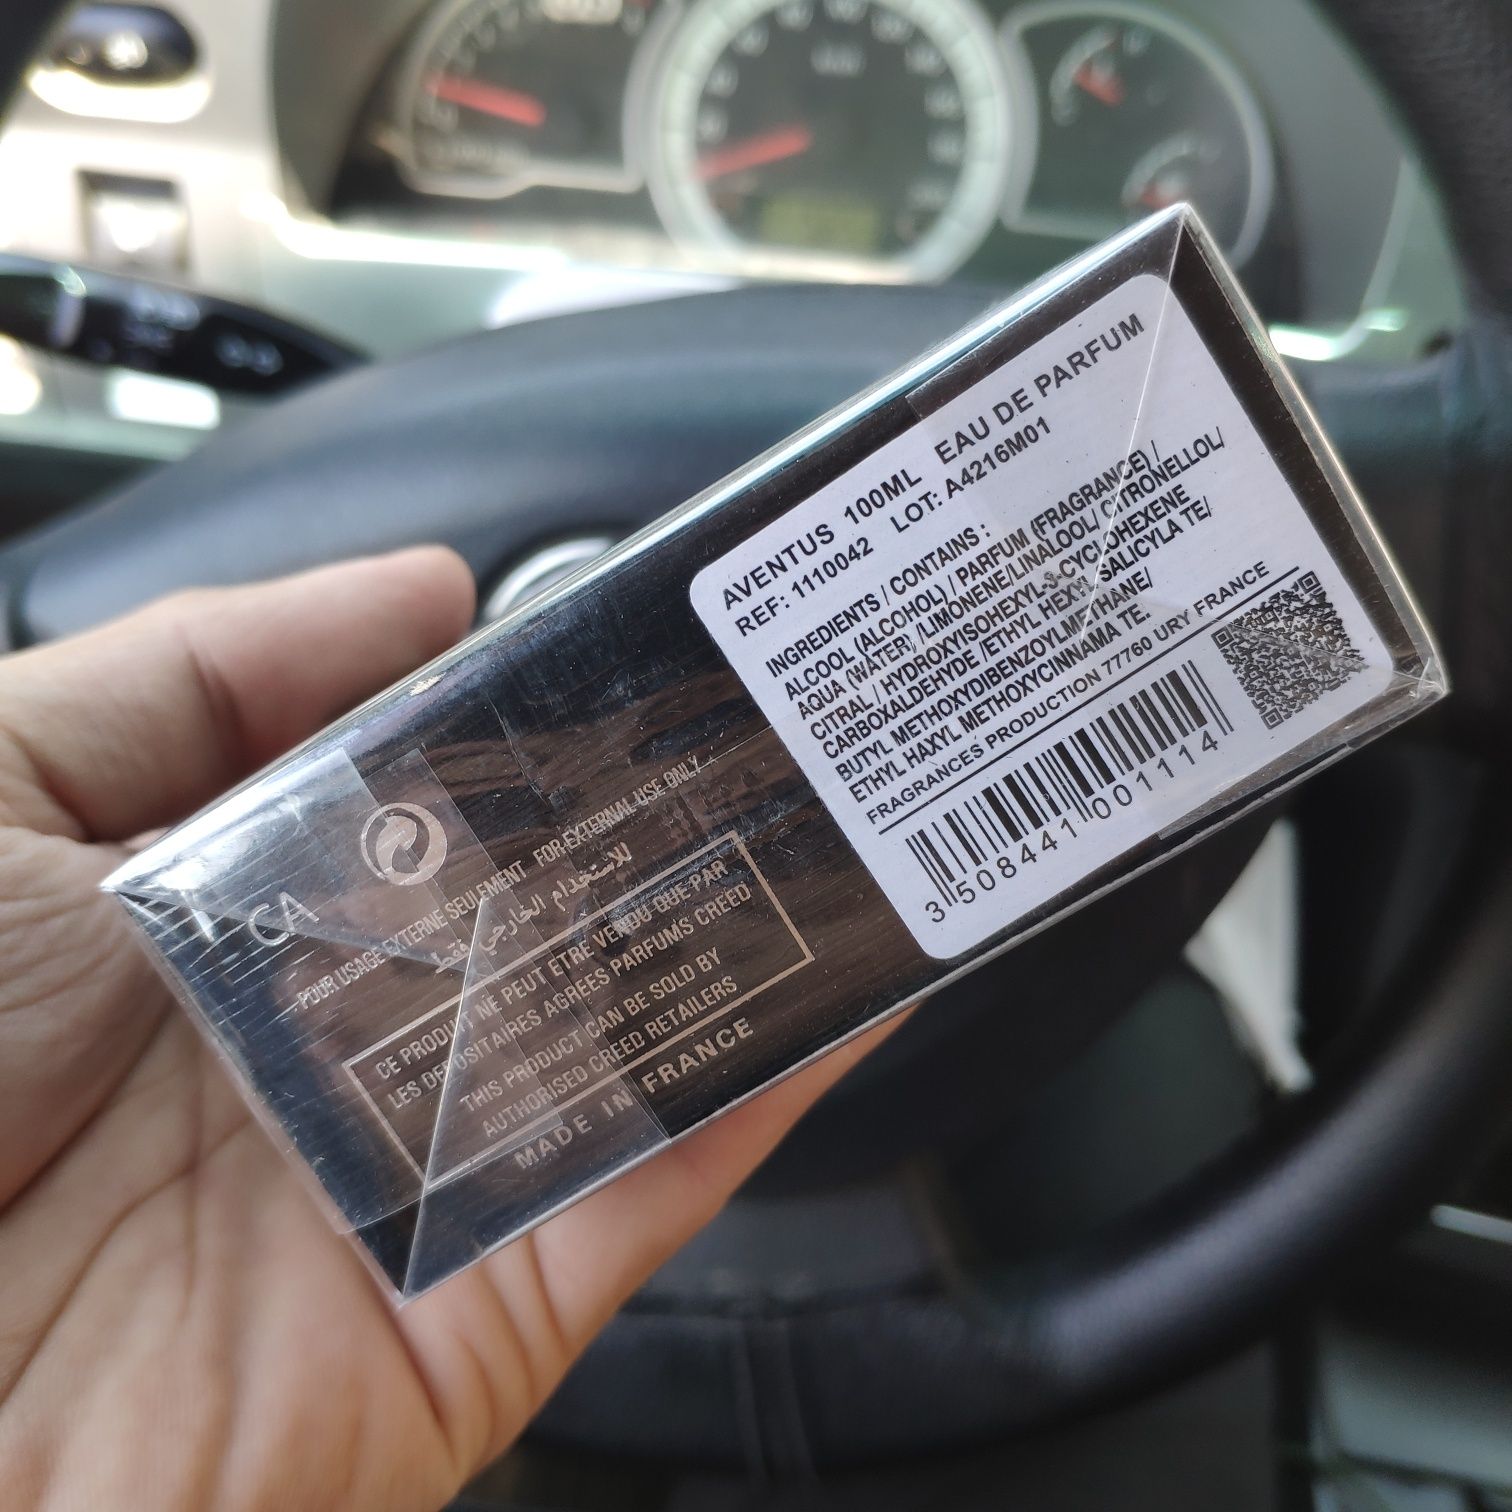 AVENTUS 100ML EAU DE PARFUM
REF: 1110042 LOT: A4216M01
INGREDIENTS / CONTAINS :
ALCOOL (ALCOHOL) / PARFUM (FRAGRANCE) /
AQUA (WATER) /LIMONENE/LINALOOL/ CITRONELLOL/
CITRAL / HYDROXYISOHEXYL-3-CYCLOHEXENE
CARBOXALDEHYDE /ETHYL HEXYL SALICYLA TE/
BUTYL METHOXYDIBENZOYLMETHANE/
ETHYL HAXYL METHOXYCINNAMA TE.
FRAGRANCES PRODUCTION 77760 URY FRANCE
3 508441 001114
CA
POUR USAGE EXTERNE SEULEMENT FOR EXTERNAL USE ONLY
للاستخدام الخارجي فقط
CE PRODUIT NE PEUT ETRE VENDU QUE PAR
LES DEPOSITAIRES AGREES PARFUMS CREED
THIS PRODUCT CAN BE SOLD BY
AUTHORISED CREED RETAILERS
MADE IN FRANCE